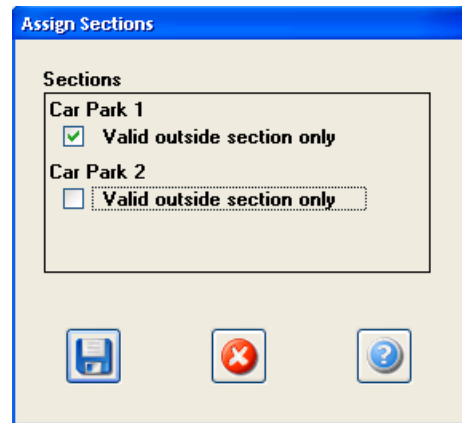 Assign Sections
Sections
Car Park 1
Valid outside section only
Car Park 2
Valid outside section only